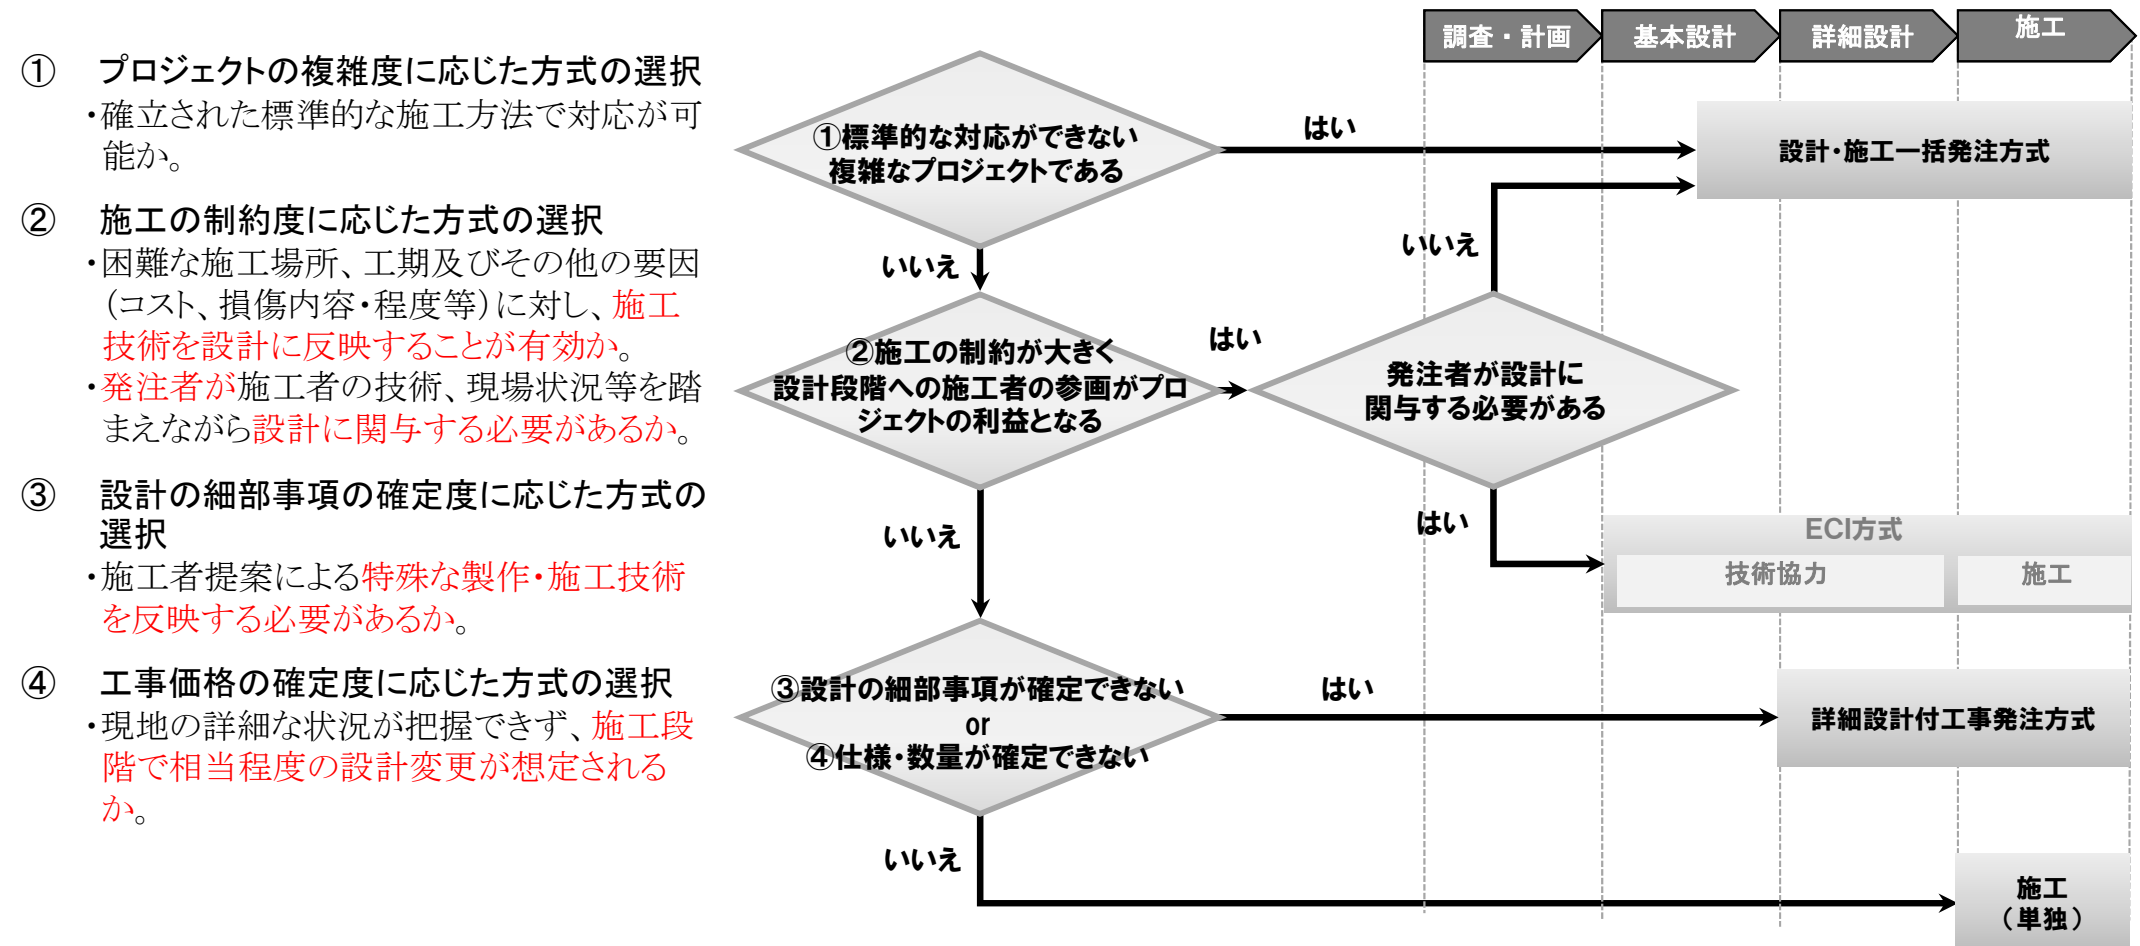 ① プロジェクトの複雑度に応じた方式の選択
・確立された標準的な施工方法で対応が可
能か。
② 施工の制約度に応じた方式の選択
・困難な施工場所、工期及びその他の要因
(コスト、損傷内容・程度等)に対し、施工
技術を設計に反映することが有効か。
・発注者が施工者の技術、現場状況等を踏
まえながら設計に関与する必要があるか。
③ 設計の細部事項の確定度に応じた方式の
選択
・施工者提案による特殊な製作・施工技術
を反映する必要があるか。
④ 工事価格の確定度に応じた方式の選択
・現地の詳細な状況が把握できず、施工段
階で相当程度の設計変更が想定される
か。
調査・計画
基本設計
詳細設計
施工
①標準的な対応ができない
複雑なプロジェクトである
はい
設計・施工一括発注方式
いいえ
いいえ
②施工の制約が大きく
設計段階への施工者の参画がプロ
ジェクトの利益となる
はい
発注者が設計に
関与する必要がある
いいえ
はい
ECI方式
技術協力
施工
③設計の細部事項が確定できない
or
④仕様・数量が確定できない
はい
詳細設計付工事発注方式
いいえ
施工
(単独)